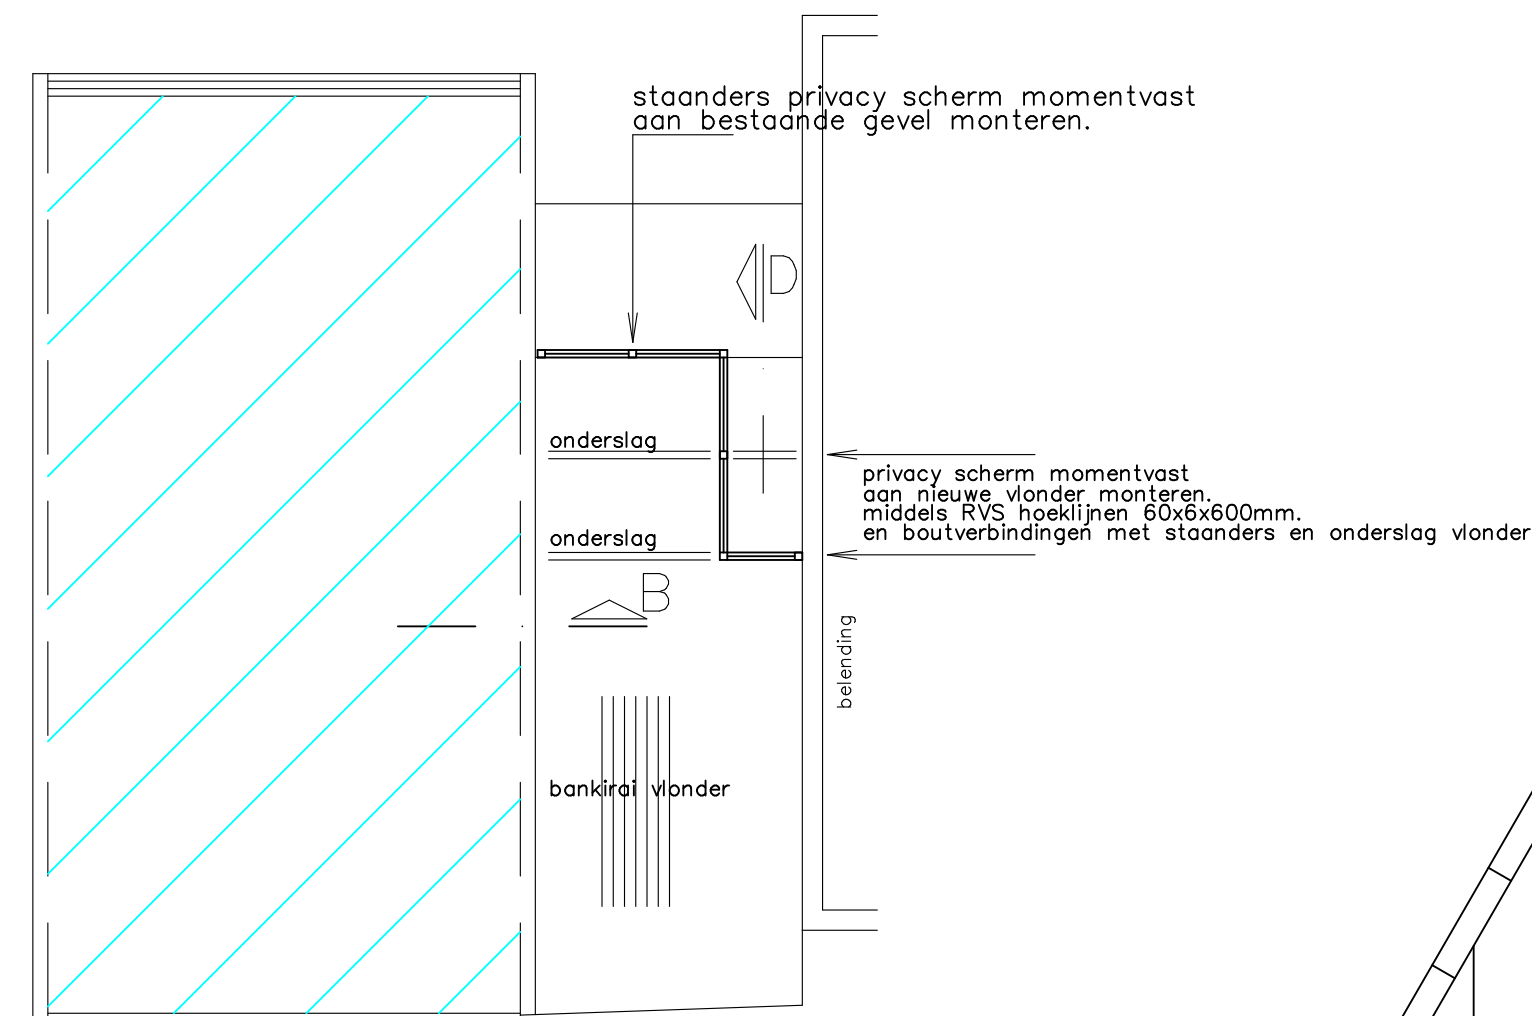 staanders privacy scherm momentvast
aan bestaande gevel monteren.
D
onderslag
privacy scherm momentvast
aan nieuwe vlonder monteren.
middels RVS hoeklijnen 60x6x600mm.
en boutverbindingen met staanders en onderslag vlonder
onderslag
B
belending
bankirai vlonder